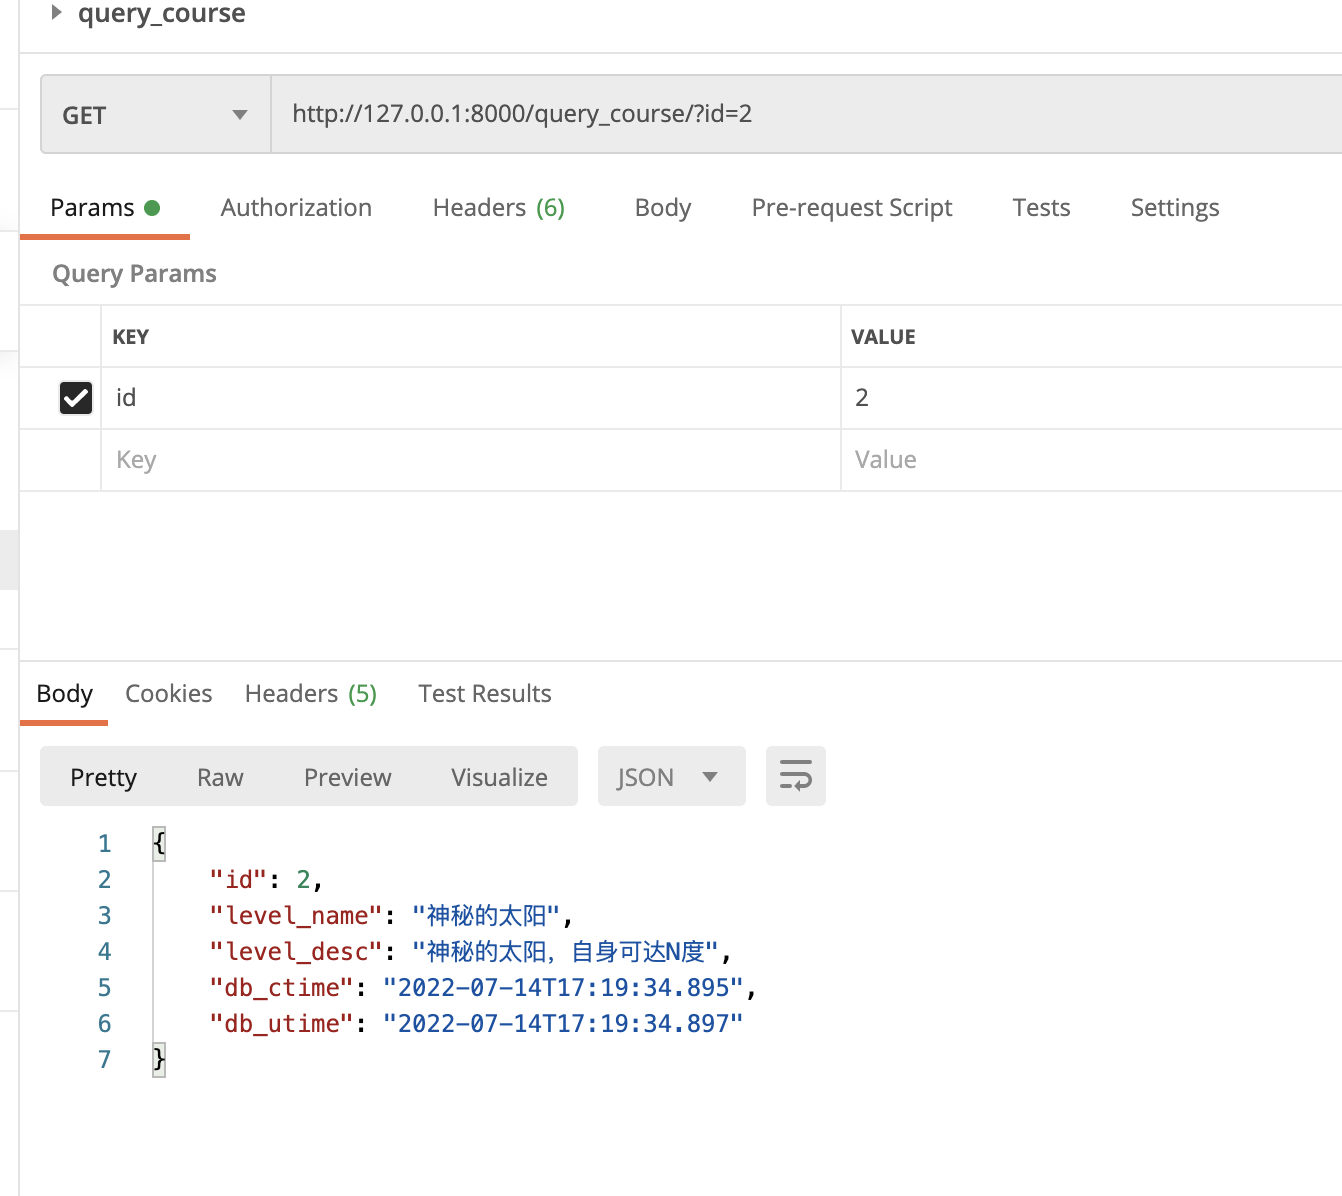 query_course
GET http://127.0.0.1:8000/query_course/?id=2
Params Authorization Headers (6) Body Pre-request Script Tests Settings
Query Params
KEY VALUE
id 2
Key Value
Body Cookies Headers (5) Test Results
Pretty Raw Preview Visualize JSON
1 {
2 "id": 2,
3 "level_name": "神秘的太阳",
4 "level_desc": "神秘的太阳，自身可达N度",
5 "db_ctime": "2022-07-14T17:19:34.895",
6 "db_utime": "2022-07-14T17:19:34.897"
7 }